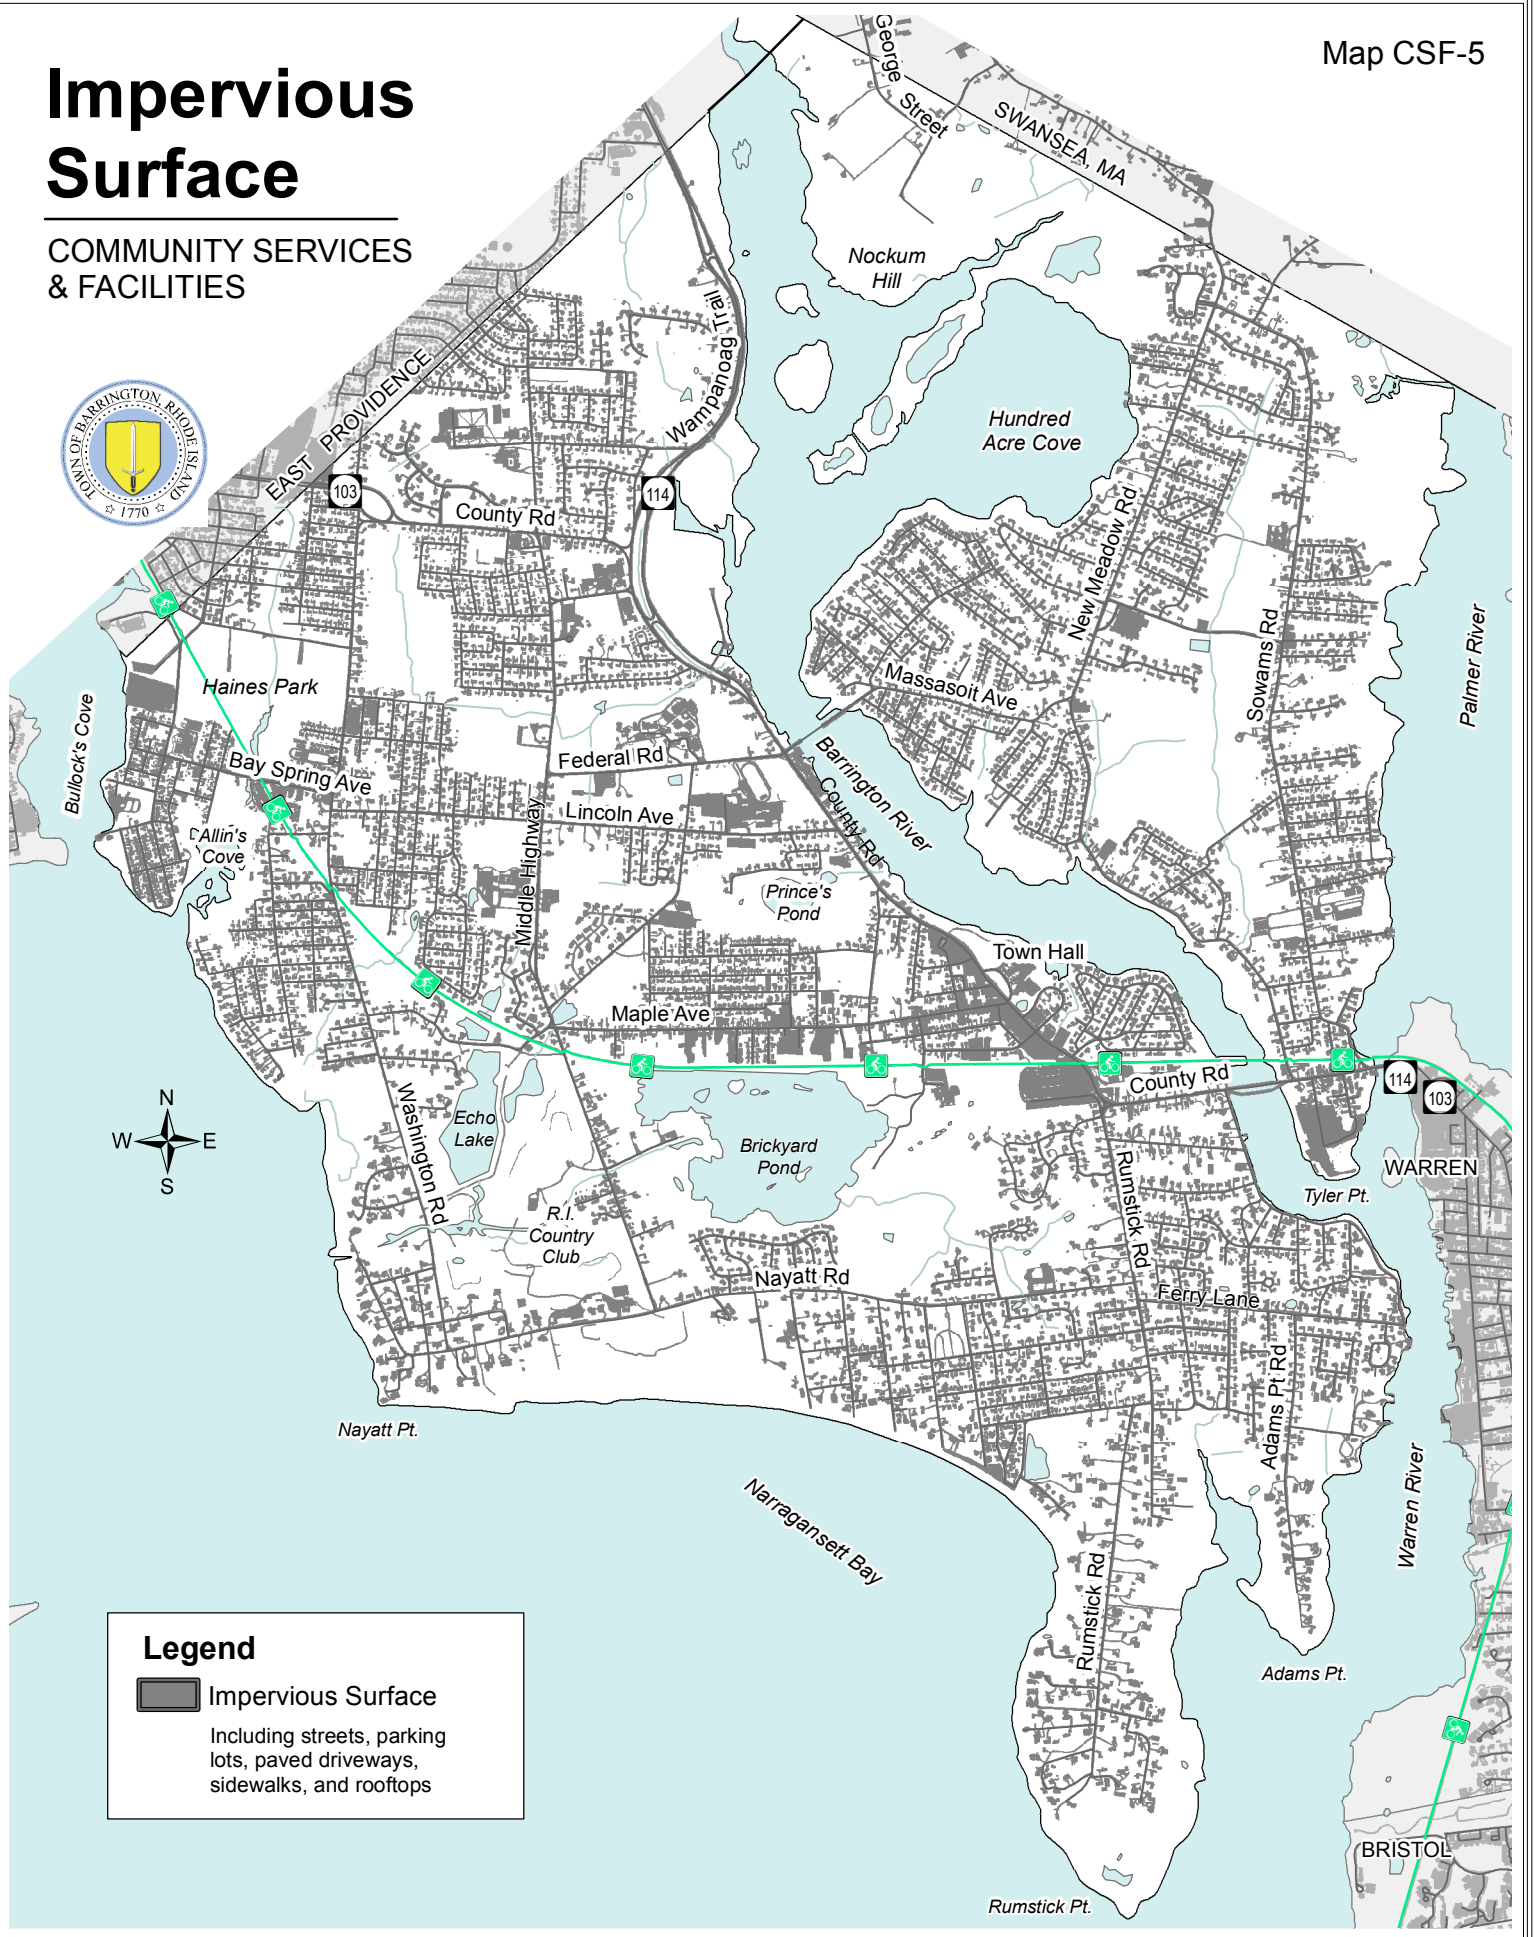 Map CSF-5
Impervious
Surface
COMMUNITY SERVICES
& FACILITIES
TOWN OF BARRINGTON, RHODE ISLAND
1770
George
Street
SWANSEA, MA
Nockum
Hill
Wampanoag Trail
EAST PROVIDENCE
Hundred
Acre Cove
103
114
County Rd
New Meadow Rd
Sowams Rd
Palmer River
Massasoit Ave
Haines Park
Bullock's Cove
Federal Rd
Barrington River
Bay Spring Ave
Lincoln Ave
County Rd
Allin's
Cove
Middle Highway
Prince's
Pond
Town Hall
Maple Ave
County Rd
114
103
N
W
E
S
Washington Rd
Echo
Lake
Brickyard
Pond
WARREN
Tyler Pt.
Rumstick Rd
R.I.
Country
Club
Nayatt Rd
Ferry Lane
Adams Pt Rd
Nayatt Pt.
Narragansett Bay
Warren River
Rumstick Rd
Adams Pt.
Legend
Impervious Surface
Including streets, parking
lots, paved driveways,
sidewalks, and rooftops
BRISTOL
Rumstick Pt.